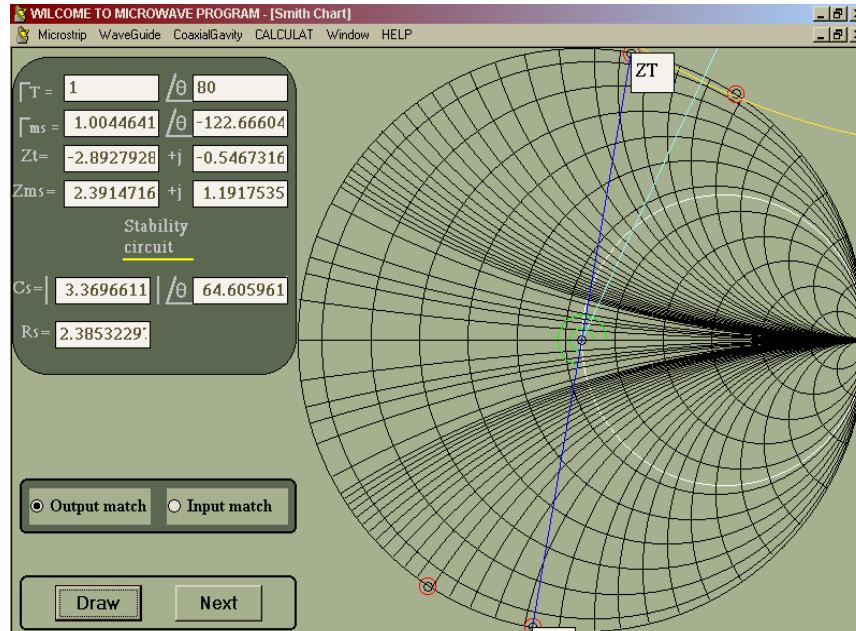 WILCOME TO MICROWAVE PROGRAM - [Smith Chart]
Microstrip WaveGuide CoaxialGavity CALCULAT Window HELP
ΓT = 1 /θ 80
Γms = 1.0044641 /θ -122.66604
Zt= -2.8927928 +j -0.5467316
Zms= 2.3914716 +j 1.1917535
Stability
circuit
Cs=| 3.3696611 | /θ 64.605961
Rs= 2.3853229
ZT
Output match Input match
Draw Next